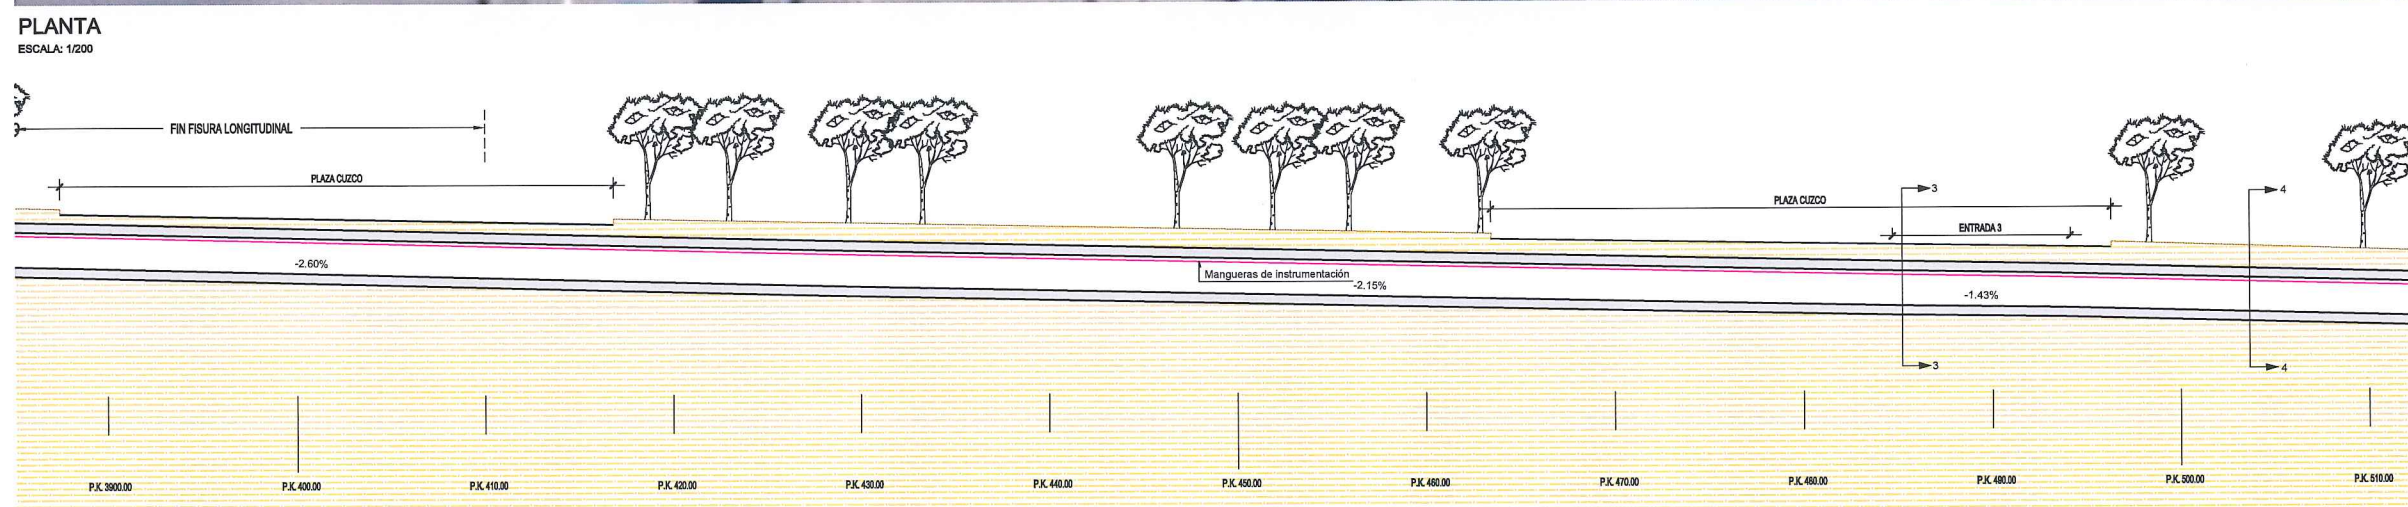 PLANTA
ESCALA: 1/200
FIN FISURA LONGITUDINAL
PLAZA CUZCO
PLAZA CUZCO
ENTRADA 3
3
4
-2.60%
Mangueras de instrumentación
-2.15%
-1.43%
3
4
P.K. 3900.00
P.K. 400.00
P.K. 410.00
P.K. 420.00
P.K. 430.00
P.K. 440.00
P.K. 450.00
P.K. 460.00
P.K. 470.00
P.K. 480.00
P.K. 490.00
P.K. 500.00
P.K. 510.00